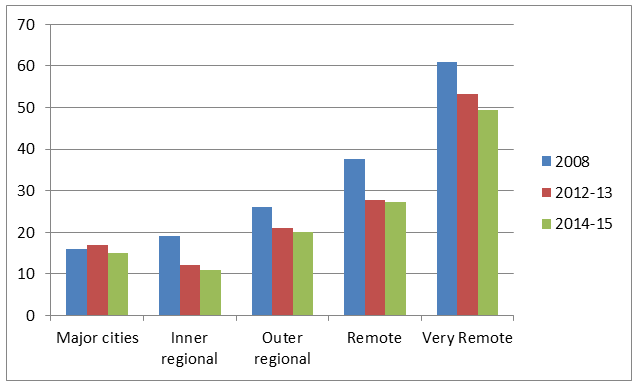 70
60
50
40
30
20
10
0
Major cities
Inner
regional
Outer
regional
Remote
Very Remote
2008
2012-13
2014-15